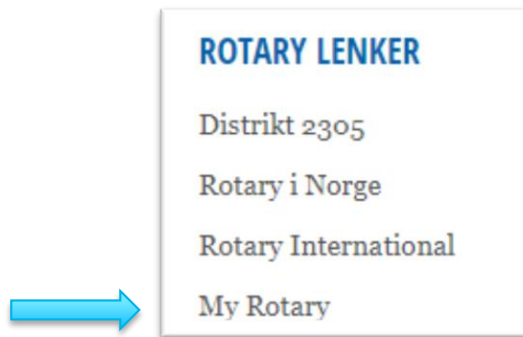 ROTARY LENKER
Distrikt 2305
Rotary i Norge
Rotary International
My Rotary